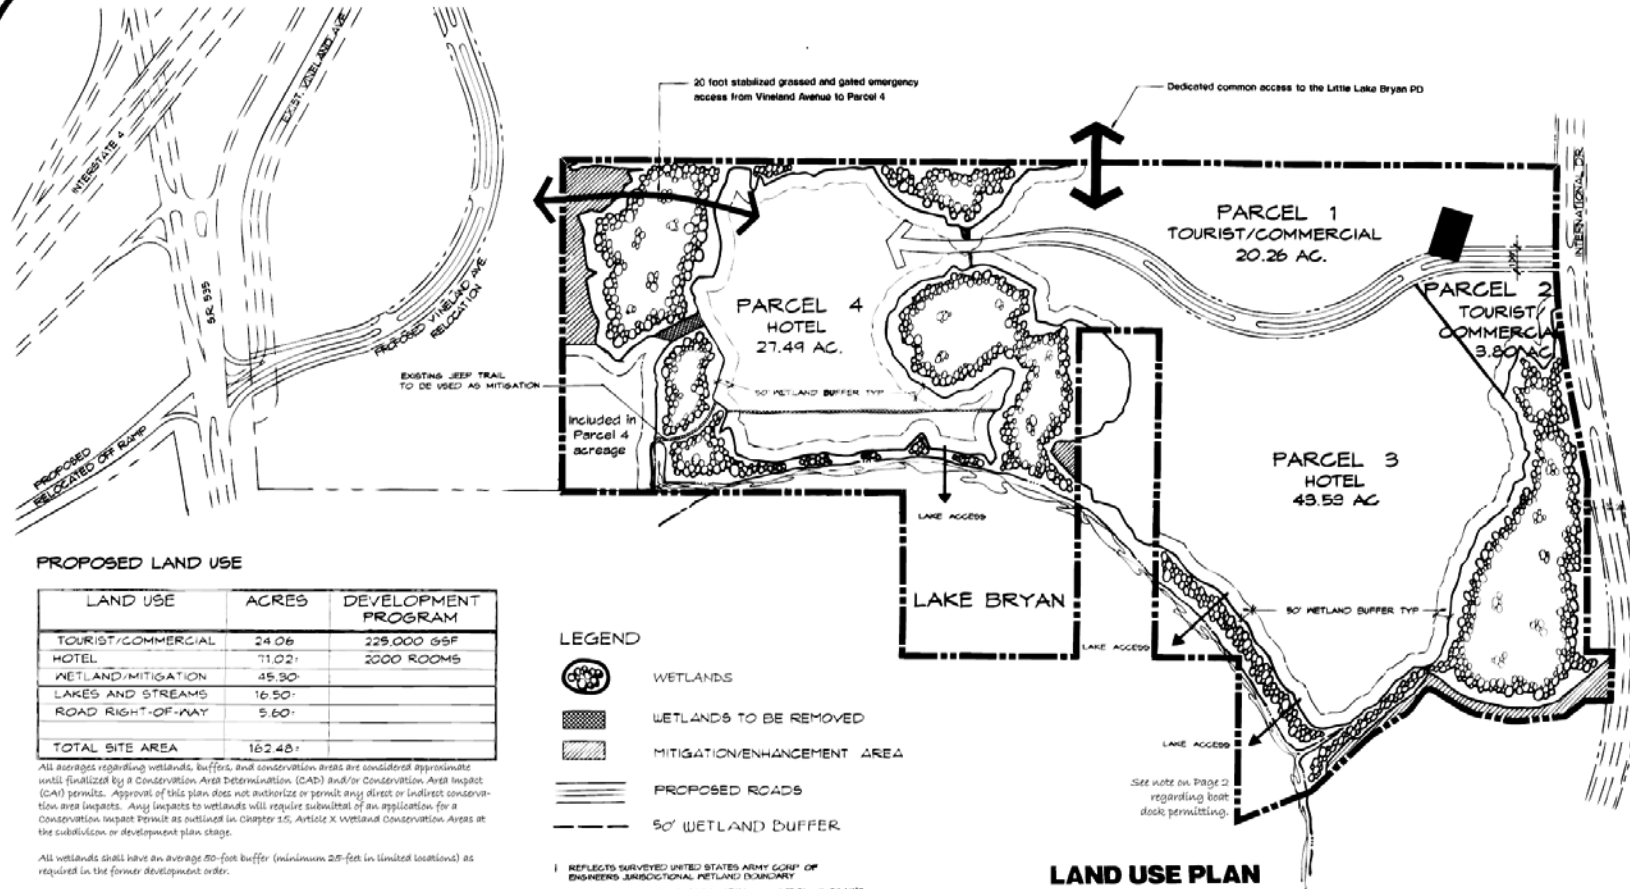 20 foot stabilized grassed and gated emergency
access from Vineland Avenue to Parcel 4
Dedicated common access to the Little Lake Bryan PD
INTERSTATE 4
EXIST. VINELAND AVE.
S.R. 535
PROPOSED VINELAND AVE.
RELOCATION
PROPOSED
RELOCATED OFF RAMP
INTERNATIONAL DR.
PARCEL 1
TOURIST/COMMERCIAL
20.26 AC.
PARCEL 2
TOURIST/
COMMERCIAL
3.80 AC.
PARCEL 4
HOTEL
27.49 AC.
EXISTING JEEP TRAIL
TO BE USED AS MITIGATION
50' WETLAND BUFFER TYP
Included in
Parcel 4
acreage
PARCEL 3
HOTEL
43.53 AC
LAKE ACCESS
LAKE BRYAN
50' WETLAND BUFFER TYP
LAKE ACCESS
LAKE ACCESS
See note on Page 2
regarding boat
dock permitting.
PROPOSED LAND USE
LAND USE ACRES DEVELOPMENT
PROGRAM
TOURIST/COMMERCIAL 24.06 225,000 GSF
HOTEL 71.02± 2000 ROOMS
WETLAND/MITIGATION 45.30
LAKES AND STREAMS 16.50
ROAD RIGHT-OF-WAY 5.60
TOTAL SITE AREA 162.48±
All acerages regarding wetlands, buffers, and conservation areas are considered approximate
until finalized by a Conservation Area Determination (CAD) and/or Conservation Area Impact
(CAI) permits. Approval of this plan does not authorize or permit any direct or indirect conserva-
tion area impacts. Any impacts to wetlands will require submittal of an application for a
Conservation Impact Permit as outlined in Chapter 15, Article X Wetland Conservation Areas at
the subdivison or development plan stage.
All wetlands shall have an average 50-foot buffer (minimum 25-feet in limited locations) as
required in the former development order.
LEGEND
WETLANDS
WETLANDS TO BE REMOVED
MITIGATION/ENHANCEMENT AREA
PROPOSED ROADS
50' WETLAND BUFFER
1 REFLECTS SURVEYED UNITED STATES ARMY CORP OF
ENGINEERS JURISDICTIONAL WETLAND BOUNDARY
LAND USE PLAN